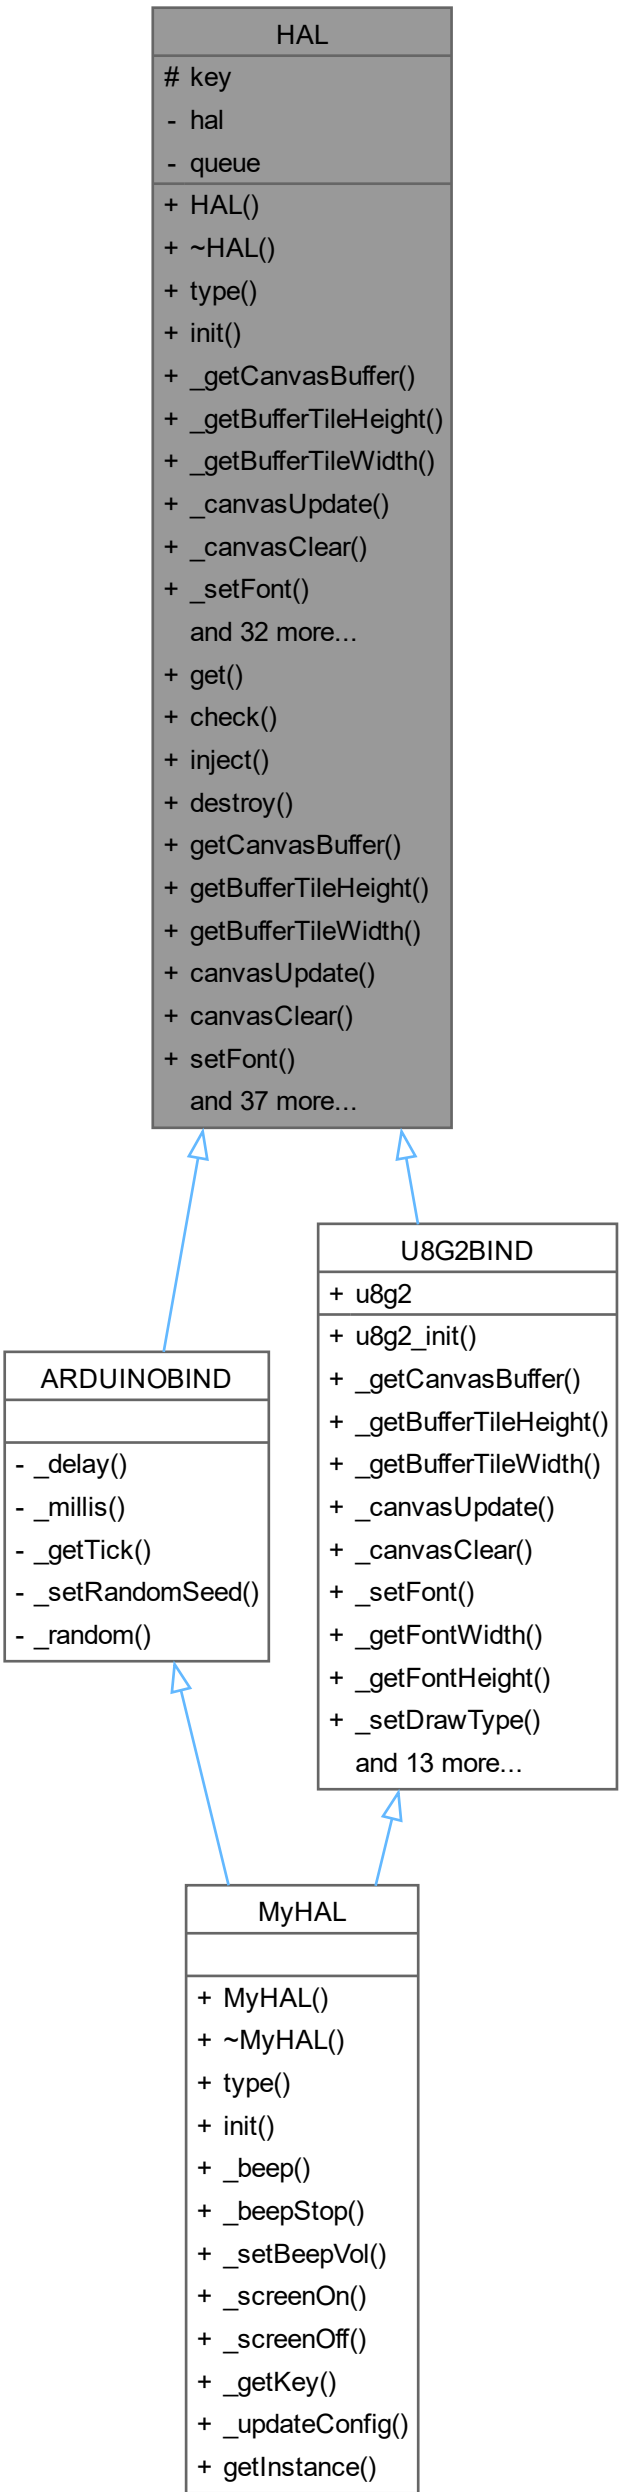 HAL
# key
- hal
- queue
+ HAL()
+ ~HAL()
+ type()
+ init()
+ _getCanvasBuffer()
+ _getBufferTileHeight()
+ _getBufferTileWidth()
+ _canvasUpdate()
+ _canvasClear()
+ _setFont()
and 32 more...
+ get()
+ check()
+ inject()
+ destroy()
+ getCanvasBuffer()
+ getBufferTileHeight()
+ getBufferTileWidth()
+ canvasUpdate()
+ canvasClear()
+ setFont()
and 37 more...
U8G2BIND
+ u8g2
+ u8g2_init()
+ _getCanvasBuffer()
+ _getBufferTileHeight()
+ _getBufferTileWidth()
+ _canvasUpdate()
+ _canvasClear()
+ _setFont()
+ _getFontWidth()
+ _getFontHeight()
+ _setDrawType()
and 13 more...
ARDUINOBIND
- _delay()
- _millis()
- _getTick()
- _setRandomSeed()
- _random()
MyHAL
+ MyHAL()
+ ~MyHAL()
+ type()
+ init()
+ _beep()
+ _beepStop()
+ _setBeepVol()
+ _screenOn()
+ _screenOff()
+ _getKey()
+ _updateConfig()
+ getInstance()